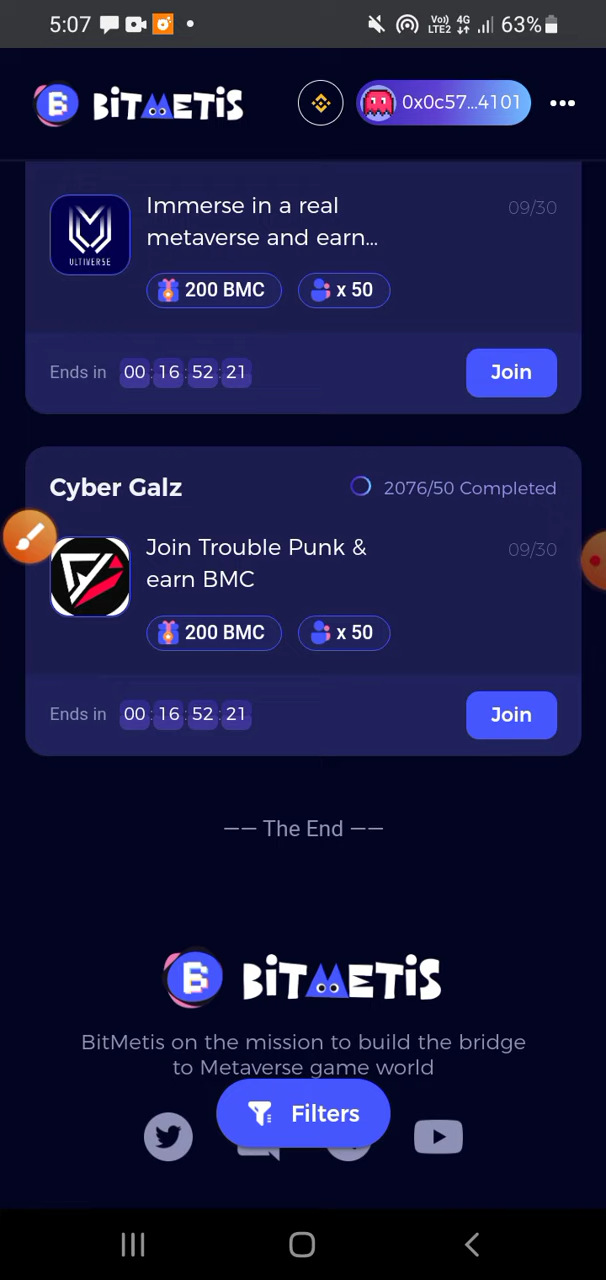 5:07
Vo)) 4G
LTE2
63%
BiTMETiS
0x0c57...4101
Immerse in a real
metaverse and earn...
09/30
ULTIVERSE
200 BMC
x 50
Ends in 00 : 16 : 52 : 21
Join
Cyber Galz
2076/50 Completed
Join Trouble Punk &
earn BMC
09/30
200 BMC
x 50
Ends in 00 : 16 : 52 : 21
Join
—— The End ——
BiTMETiS
BitMetis on the mission to build the bridge
to Metaverse game world
Filters